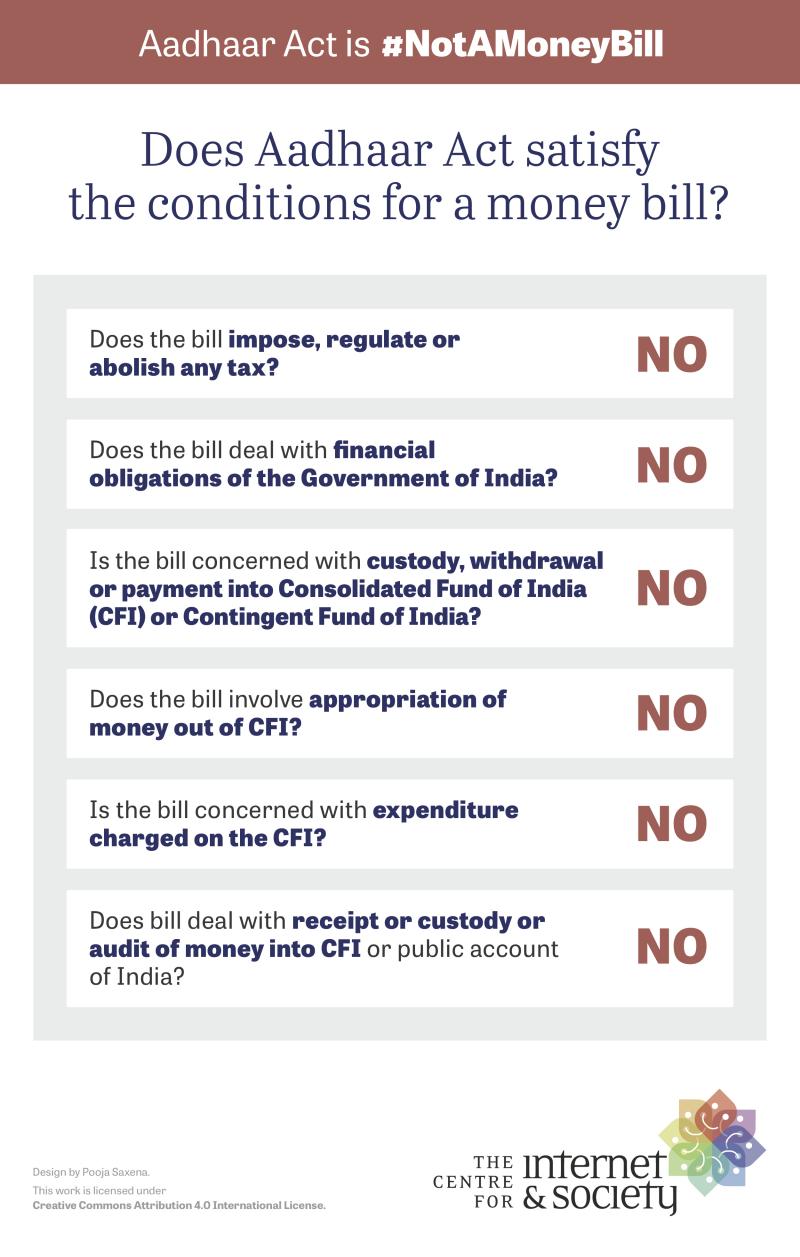 Aadhaar Act is #NotAMoneyBill
Does Aadhaar Act satisfy
the conditions for a money bill?
Does the bill impose, regulate or
abolish any tax?
NO
Does the bill deal with financial
obligations of the Government of India?
NO
Is the bill concerned with custody, withdrawal
or payment into Consolidated Fund of India
(CFI) or Contingent Fund of India?
NO
Does the bill involve appropriation of
money out of CFI?
NO
Is the bill concerned with expenditure
charged on the CFI?
NO
Does bill deal with receipt or custody or
audit of money into CFI or public account
of India?
NO
Design by Pooja Saxena.
This work is licensed under
Creative Commons Attribution 4.0 International License.
THE
CENTRE
FOR
internet
& society